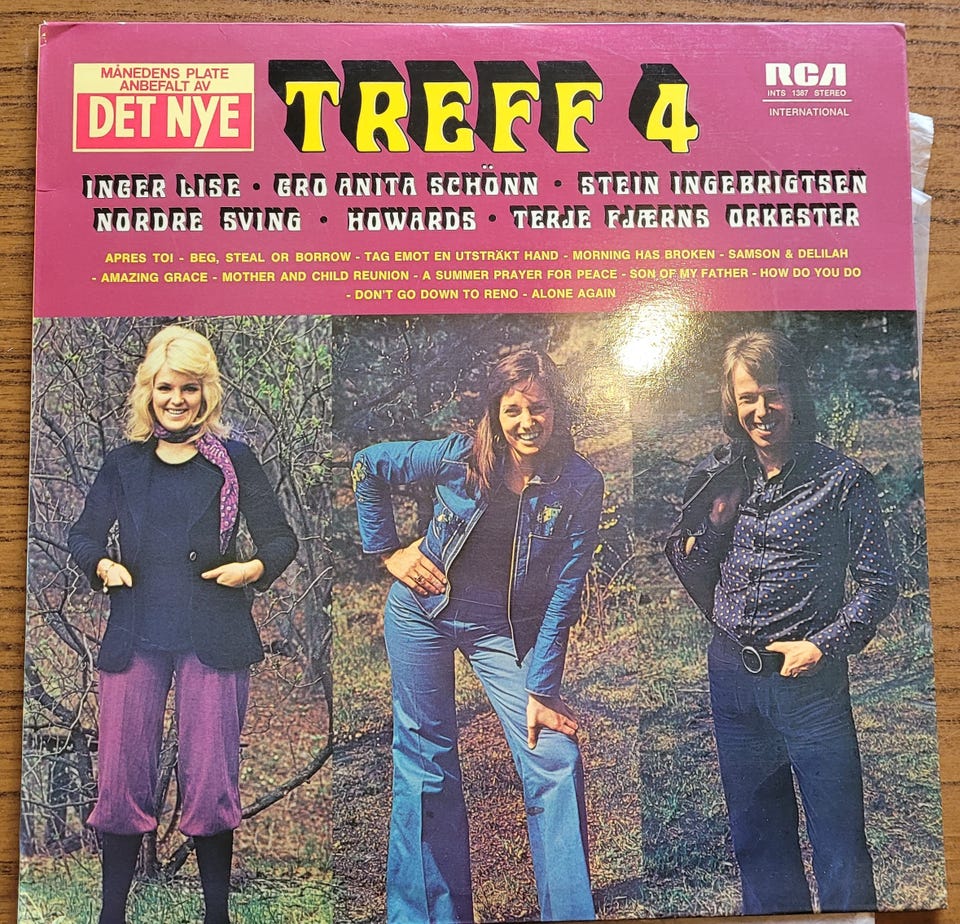 MÅNEDENS PLATE
ANBEFALT AV
DET NYE
TREFF 4
RCA
INTS 1387 STEREO
INTERNATIONAL
INGER LISE • GRO ANITA SCHÖNN • STEIN INGEBRIGTSEN
NORDRE SVING • HOWARDS • TERJE FJÆRNS ORKESTER
APRES TOI - BEG, STEAL OR BORROW - TAG EMOT EN UTSTRÄKT HAND - MORNING HAS BROKEN - SAMSON & DELILAH
- AMAZING GRACE - MOTHER AND CHILD REUNION - A SUMMER PRAYER FOR PEACE - SON OF MY FATHER - HOW DO YOU DO
- DON'T GO DOWN TO RENO - ALONE AGAIN